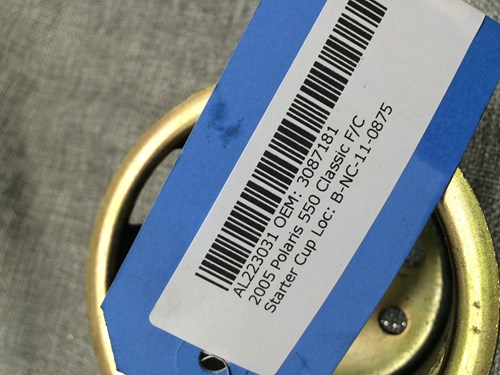 AL223031 OEM: 3087181
2005 Polaris 550 Classic F/C
Starter Cup Loc: B-NC-11-0875